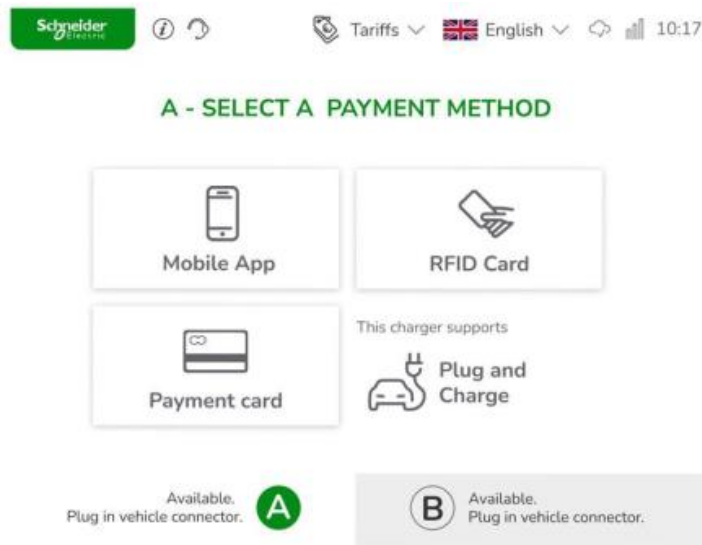 Schneider
Electric
Tariffs
English
10:17
A - SELECT A PAYMENT METHOD
Mobile App
RFID Card
Payment card
This charger supports
Plug and
Charge
Available.
Plug in vehicle connector.
A
B
Available.
Plug in vehicle connector.